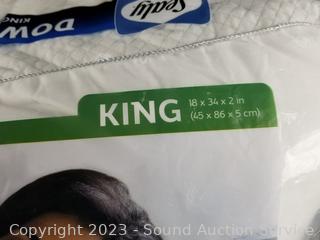 Sealy
DOW
KING
KING
18 x 34 x 2 in
(45 x 86 x 5 cm)
Copyright 2023 - Sound Auction Service